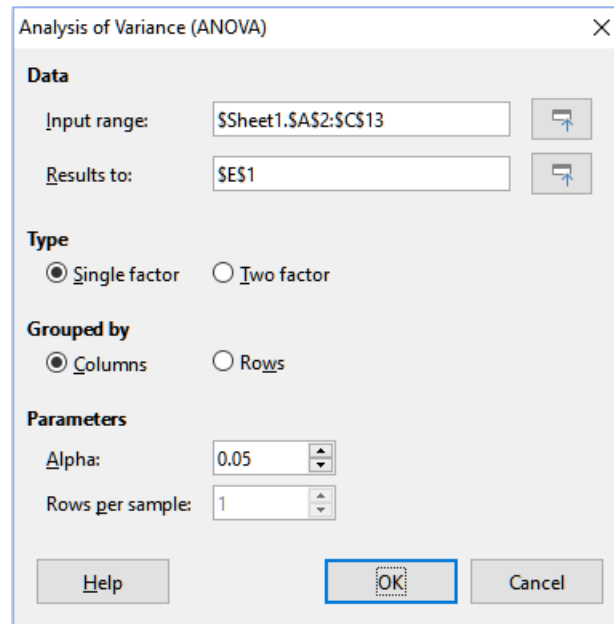 Analysis of Variance (ANOVA)
Data
Input range: $Sheet1.$A$2:$C$13
Results to: $E$1
Type
Single factor Two factor
Grouped by
Columns Rows
Parameters
Alpha: 0.05
Rows per sample: 1
Help OK Cancel